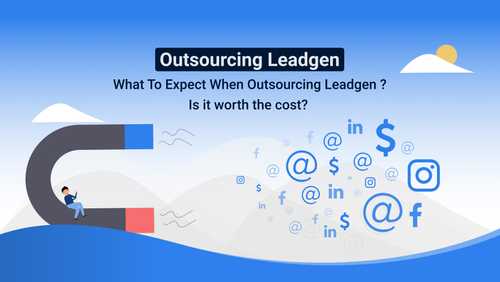 Outsourcing Leadgen
What To Expect When Outsourcing Leadgen ?
Is it worth the cost?